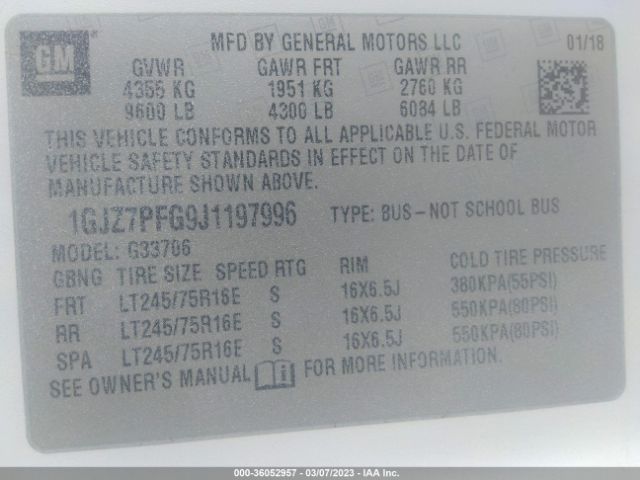 GM
MFD BY GENERAL MOTORS LLC 01/18
GVWR GAWR FRT GAWR RR
4355 KG 1951 KG 2760 KG
9600 LB 4300 LB 6084 LB
THIS VEHICLE CONFORMS TO ALL APPLICABLE U.S. FEDERAL MOTOR
VEHICLE SAFETY STANDARDS IN EFFECT ON THE DATE OF
MANUFACTURE SHOWN ABOVE.
1GJZ7PFG9J1197996 TYPE: BUS-NOT SCHOOL BUS
MODEL: G33706
GBNG TIRE SIZE SPEED RTG RIM COLD TIRE PRESSURE
FRT LT245/75R16E S 16X6.5J 380KPA(55PSI)
RR LT245/75R16E S 16X6.5J 550KPA(80PSI)
SPA LT245/75R16E S 16X6.5J 550KPA(80PSI)
SEE OWNER'S MANUAL FOR MORE INFORMATION.
000-36052957 - 03/07/2023 - IAA Inc.